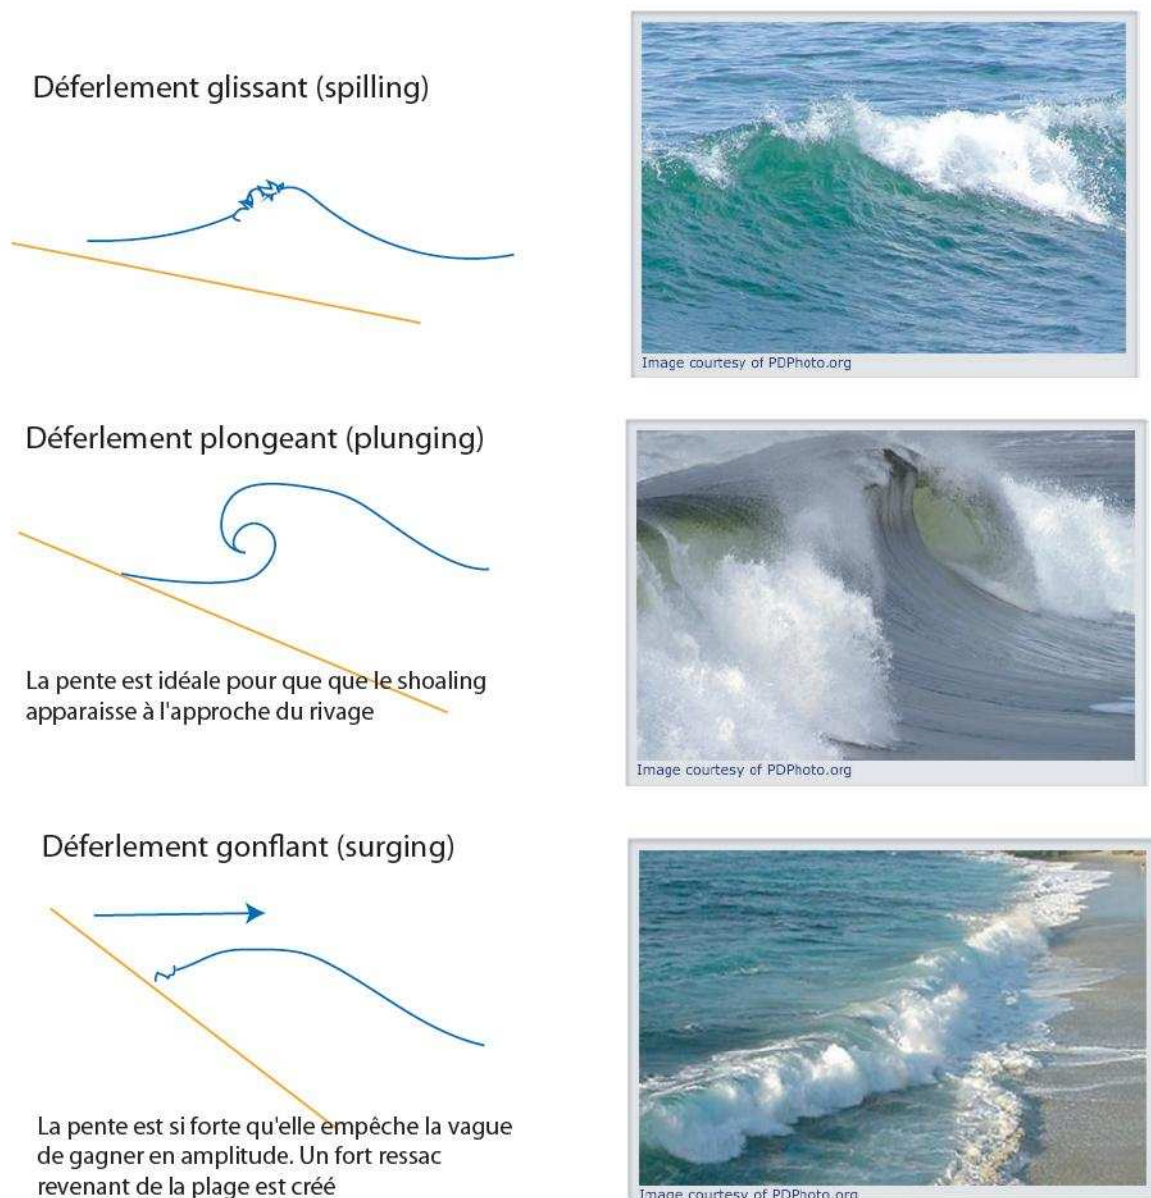 Déferlement glissant (spilling)
Image courtesy of PDPhoto.org
Déferlement plongeant (plunging)
La pente est idéale pour que que le shoaling
apparaisse à l'approche du rivage
Image courtesy of PDPhoto.org
Déferlement gonflant (surging)
La pente est si forte qu'elle empêche la vague
de gagner en amplitude. Un fort ressac
revenant de la plage est créé
Image courtesy of PDPhoto.org